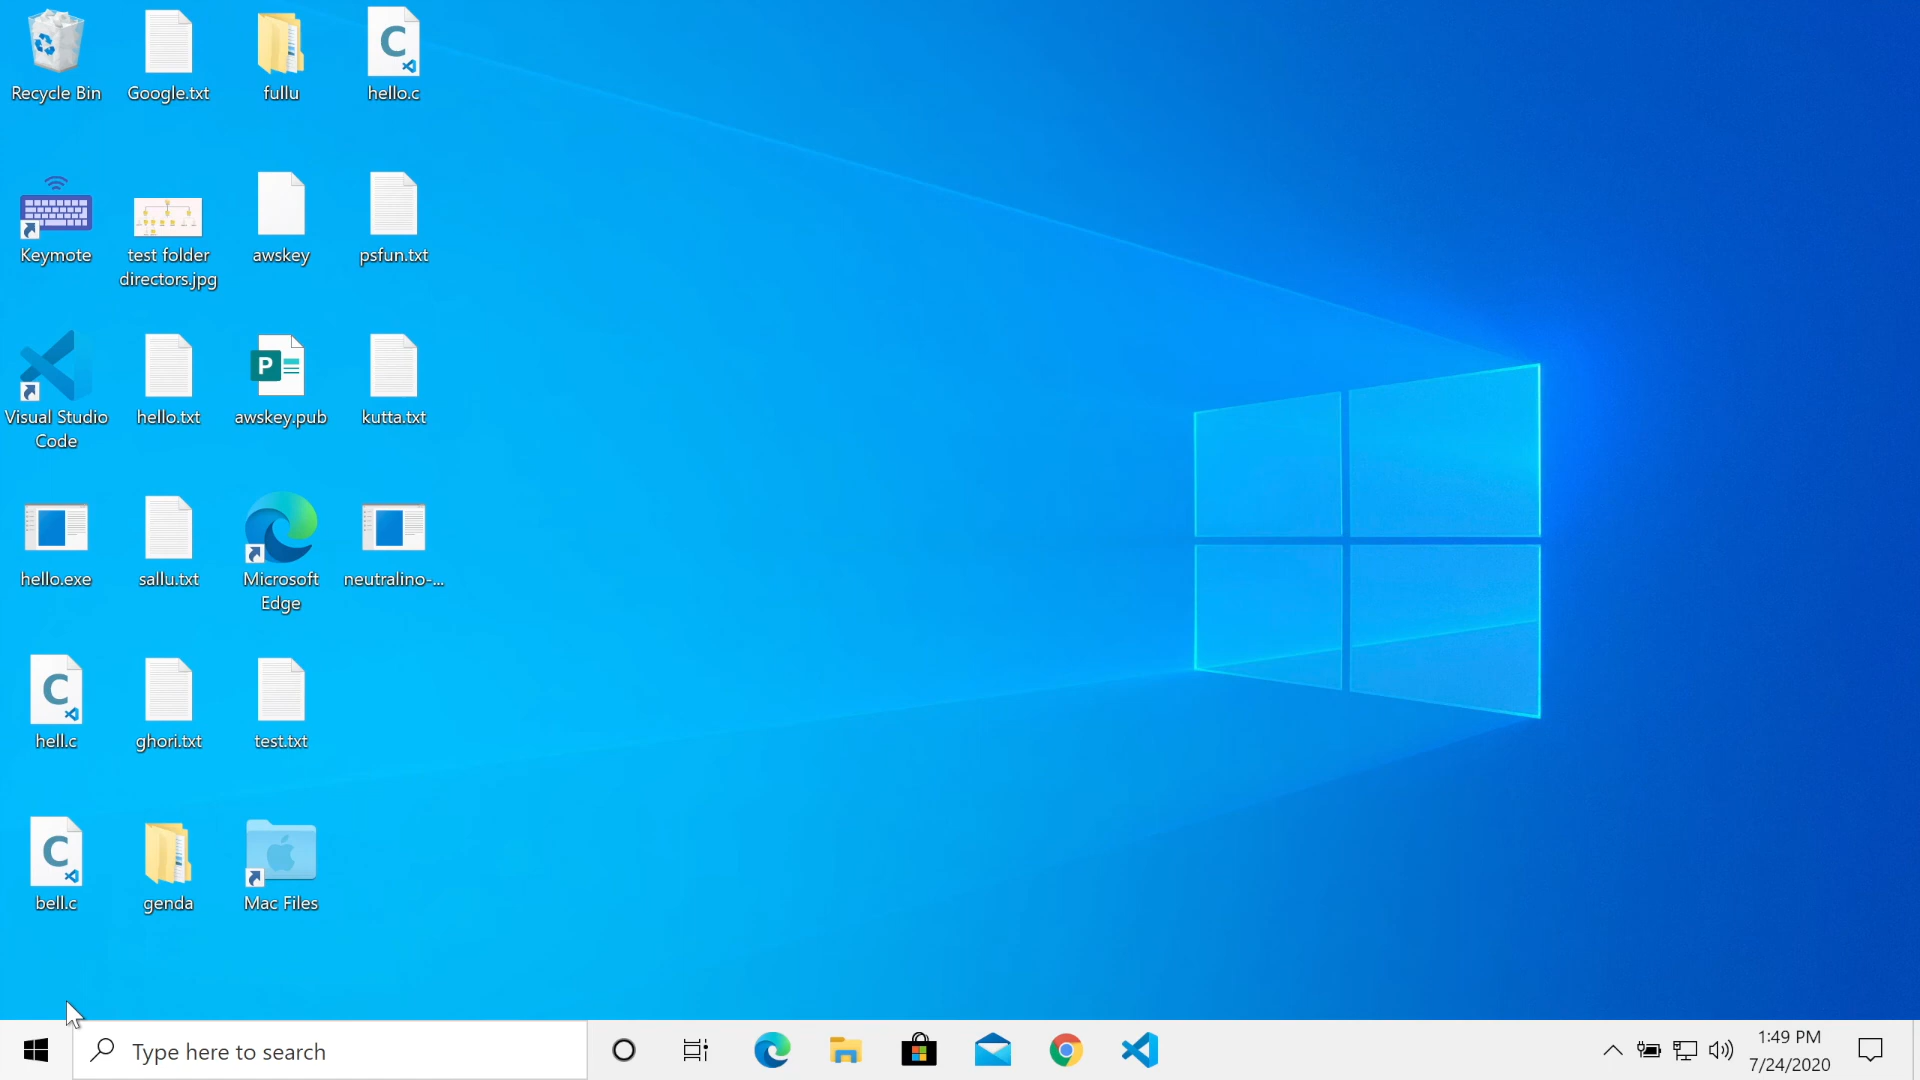 Recycle Bin
Google.txt
fullu
hello.c
Keymote
test folder
directors.jpg
awskey
psfun.txt
Visual Studio
Code
hello.txt
awskey.pub
kutta.txt
hello.exe
sallu.txt
Microsoft
Edge
neutralino-...
hell.c
ghori.txt
test.txt
bell.c
genda
Mac Files
Type here to search
1:49 PM
7/24/2020